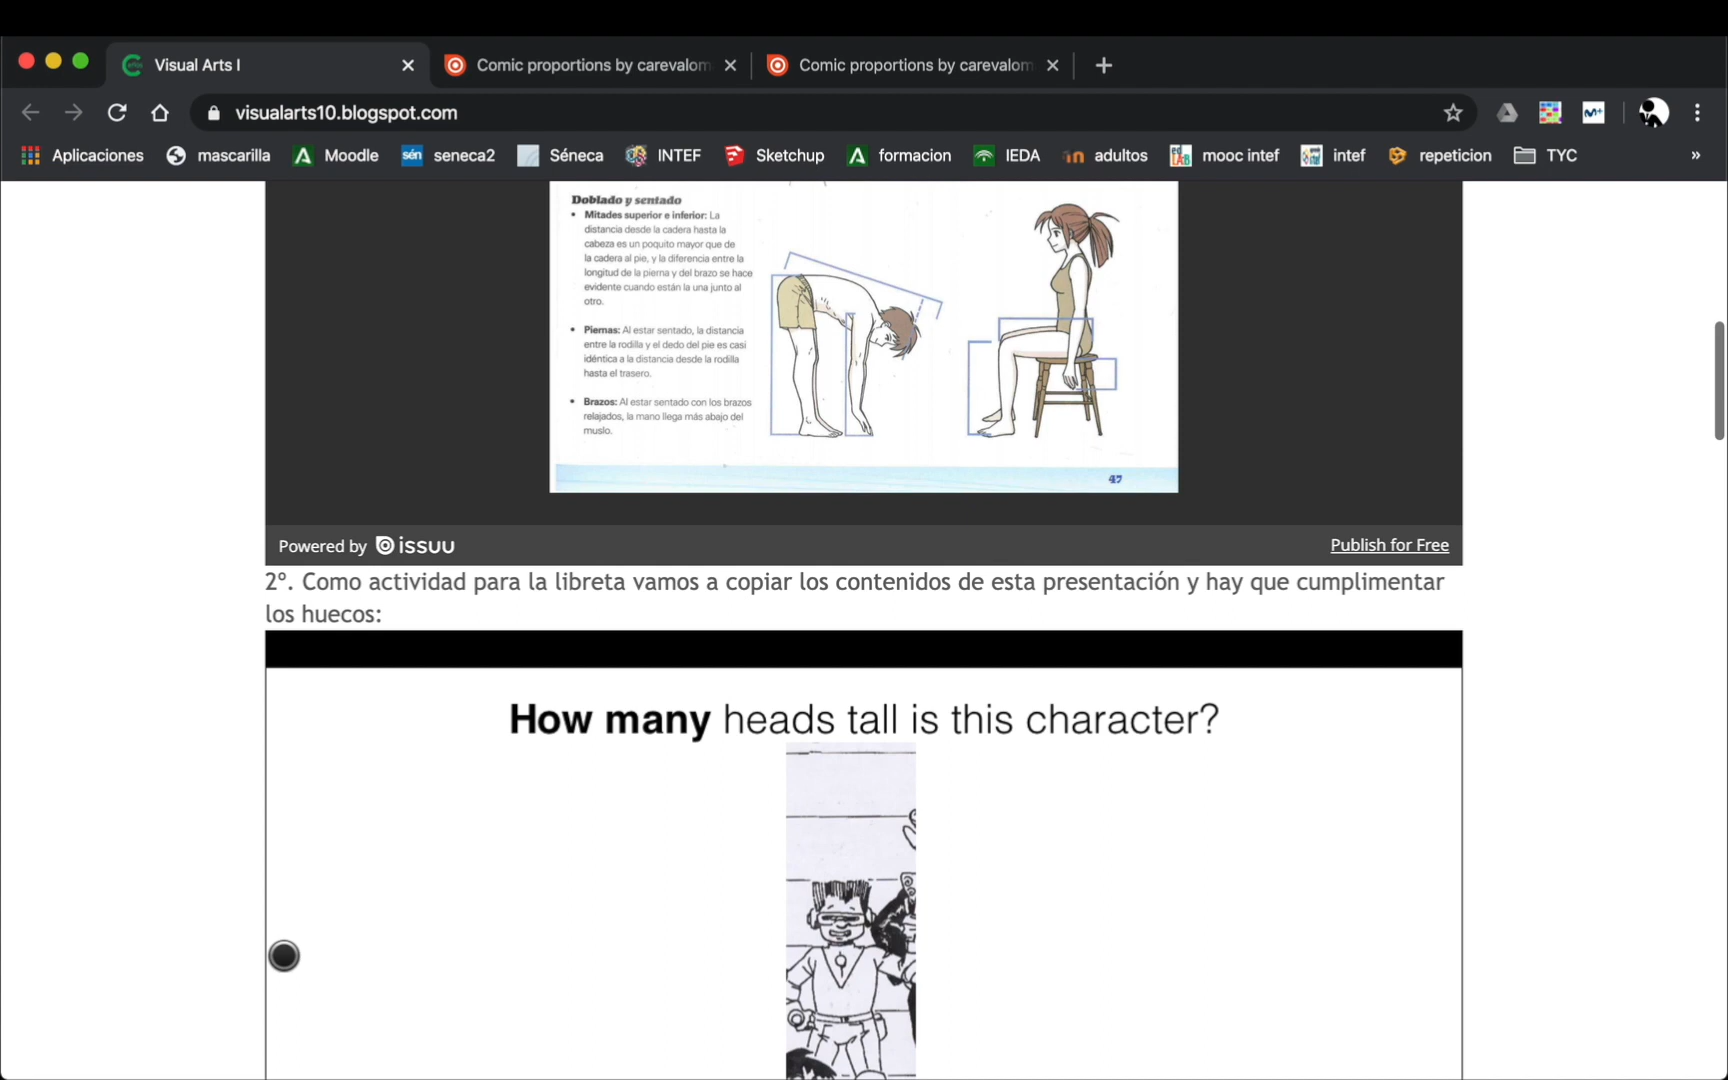 Visual Arts I
Comic proportions by carevalom
Comic proportions by carevalom
visualarts10.blogspot.com
Aplicaciones
mascarilla
Moodle
sén seneca2
Séneca
INTEF
Sketchup
formacion
IEDA
adultos
mooc intef
intef
repeticion
TYC
»
Doblado y sentado
• Mitades superior e inferior: La
distancia desde la cadera hasta la
cabeza es un poquito mayor que de
la cadera al pie, y la diferencia entre la
longitud de la pierna y del brazo se hace
evidente cuando están la una junto al
otro.
• Piernas: Al estar sentado, la distancia
entre la rodilla y el dedo del pie es casi
idéntica a la distancia desde la rodilla
hasta el trasero.
• Brazos: Al estar sentado con los brazos
relajados, la mano llega más abajo del
muslo.
47
Powered by issuu
Publish for Free
2º. Como actividad para la libreta vamos a copiar los contenidos de esta presentación y hay que cumplimentar
los huecos:
How many heads tall is this character?